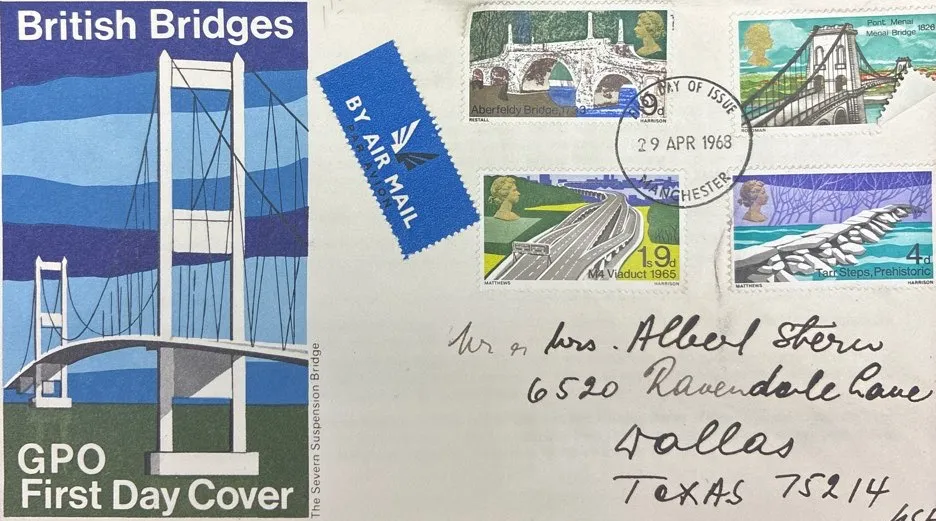 British Bridges
GPO
First Day Cover
The Severn Suspension Bridge
BY AIR MAIL
PAR AVION
Aberfeldy Bridge, 1733
9d
RESTALL
HARRISON
Pont Menai
Menai Bridge 1826
ROSOMAN
FIRST DAY OF ISSUE
29 APR 1968
MANCHESTER
1s9d
M4 Viaduct 1965
MATTHEWS
HARRISON
4d
Tarr Steps, Prehistoric
MATTHEWS
HARRISON
Mr & Mrs. Albert Stern
6520 Ravendale Lane
Dallas
TEXAS 75214